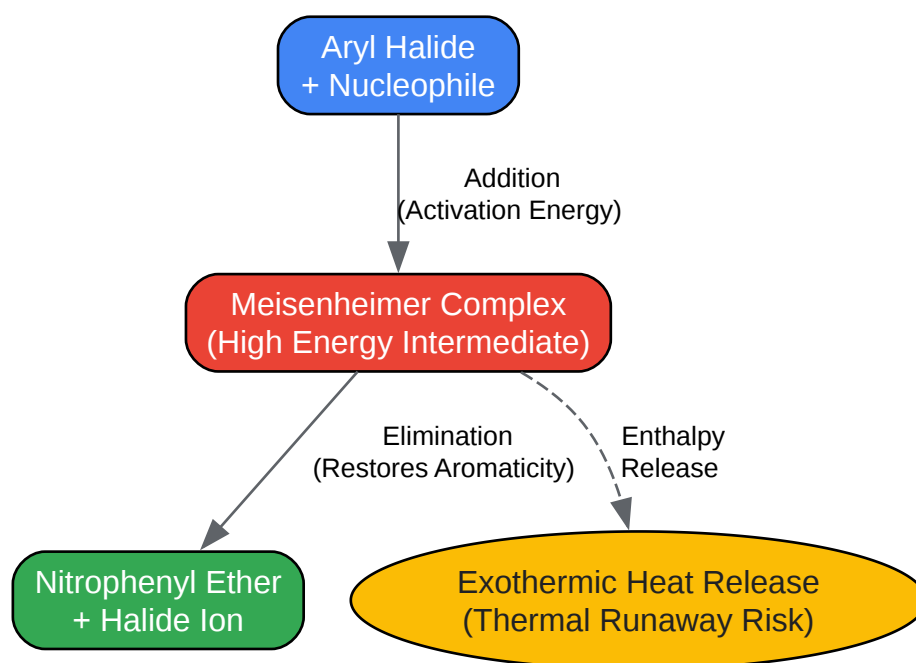 Aryl Halide
+ Nucleophile
Addition
(Activation Energy)
Meisenheimer Complex
(High Energy Intermediate)
Elimination
(Restores Aromaticity)
Enthalpy
Release
Nitrophenyl Ether
+ Halide Ion
Exothermic Heat Release
(Thermal Runaway Risk)